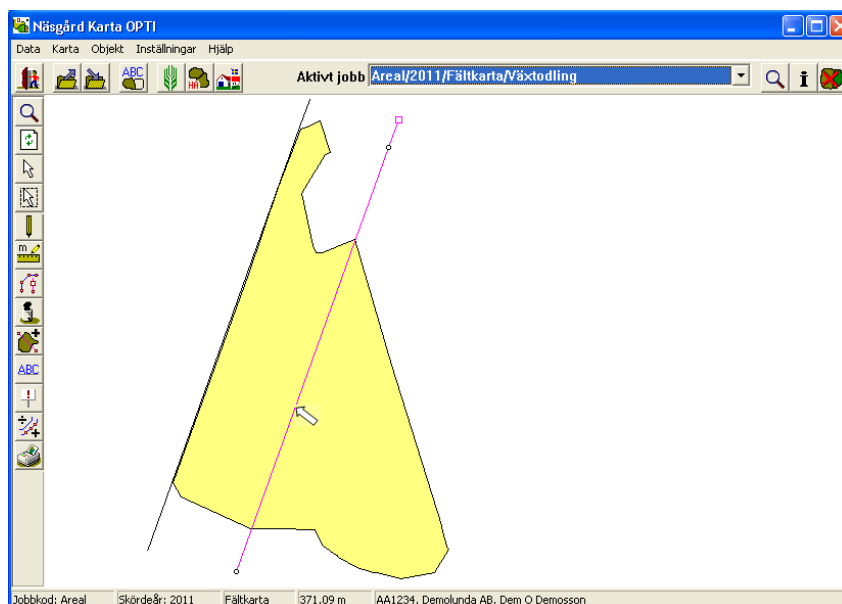 Näsgård Karta OPTI
Data Karta Objekt Inställningar Hjälp
ABC HA Aktivt jobb Areal/2011/Fältkarta/Växtodling i
m
ABC
Jobbkod: Areal Skördeår: 2011 Fältkarta 371.09 m AA1234, Demolunda AB, Dem O Demosson